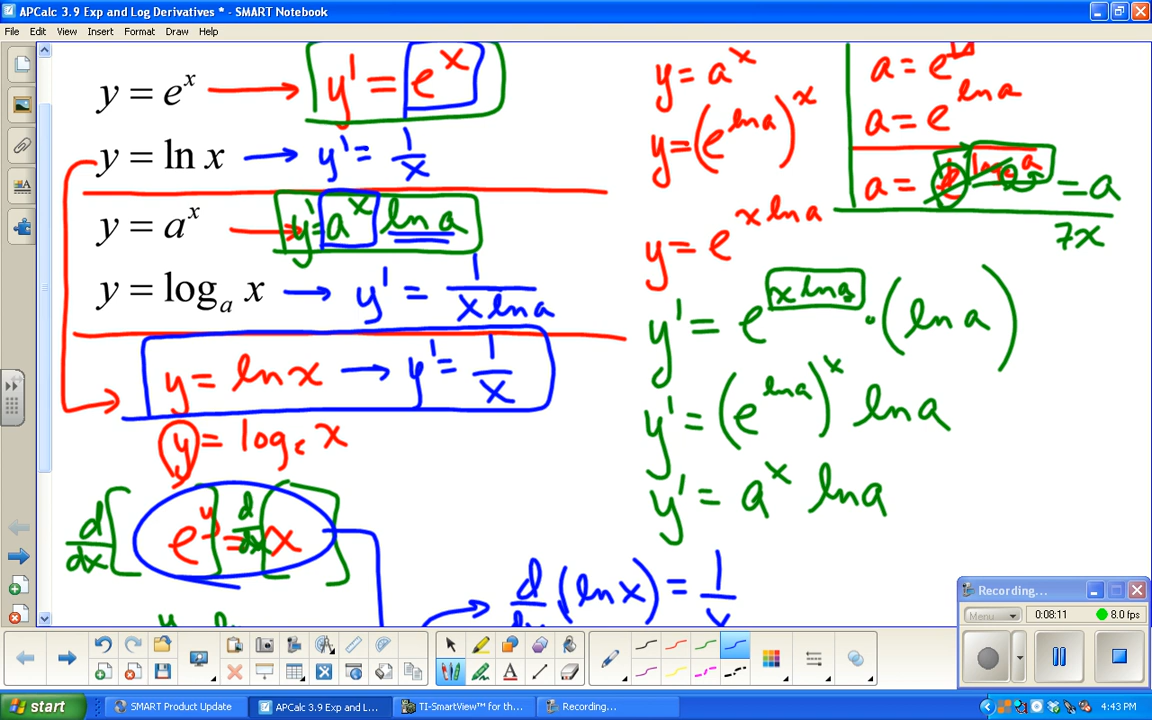 APCalc 3.9 Exp and Log Derivatives * - SMART Notebook
File Edit View Insert Format Draw Help
y = e^x → y' = e^x
y = ln x → y' = 1/x
y = a^x → y' = a^x ln a
y = log_a x → y' = 1/(x ln a)
y = ln x → y' = 1/x
y = log_e x
d/dx [e^y] = d/dx [x]
d/dx (ln x) = 1/x
y = a^x
y = (e^(ln a))^x
y = e^(x ln a)
y' = e^(x ln a) · (ln a)
y' = (e^(ln a))^x ln a
y' = a^x ln a
a = e
a = e^(ln a)
a = e^(log_e a) = a
7x
Recording...
Menu
0:08:11
8.0 fps
start
SMART Product Update
APCalc 3.9 Exp and L...
TI-SmartView™ for th...
Recording...
4:43 PM